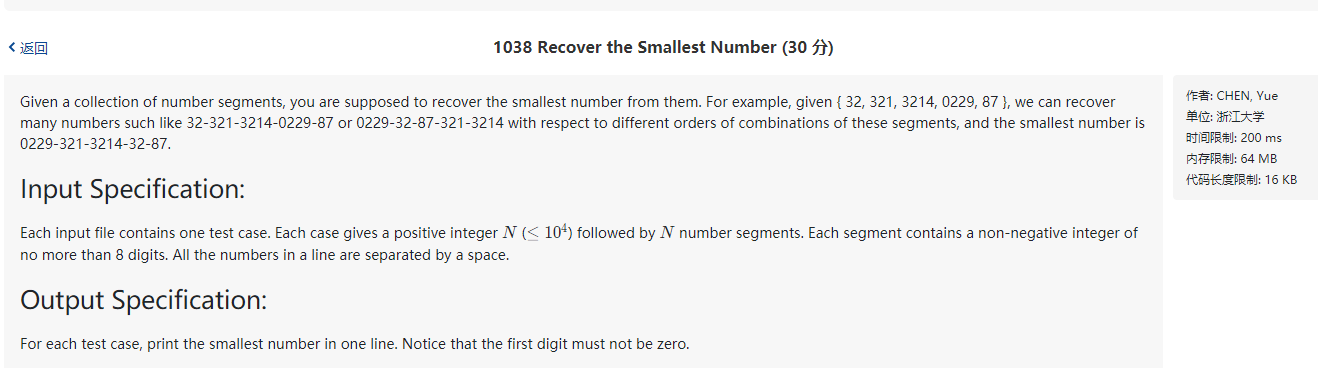 返回
1038 Recover the Smallest Number (30 分)
Given a collection of number segments, you are supposed to recover the smallest number from them. For example, given { 32, 321, 3214, 0229, 87 }, we can recover
many numbers such like 32-321-3214-0229-87 or 0229-32-87-321-3214 with respect to different orders of combinations of these segments, and the smallest number is
0229-321-3214-32-87.
Input Specification:
Each input file contains one test case. Each case gives a positive integer N (≤ 10⁴) followed by N number segments. Each segment contains a non-negative integer of
no more than 8 digits. All the numbers in a line are separated by a space.
Output Specification:
For each test case, print the smallest number in one line. Notice that the first digit must not be zero.
作者: CHEN, Yue
单位: 浙江大学
时间限制: 200 ms
内存限制: 64 MB
代码长度限制: 16 KB